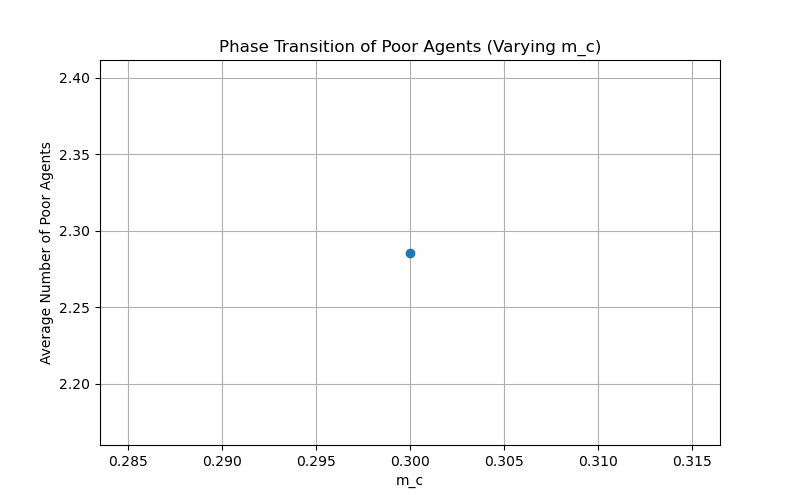 Phase Transition of Poor Agents (Varying m_c)
Average Number of Poor Agents
2.40
2.35
2.30
2.25
2.20
0.285 0.290 0.295 0.300 0.305 0.310 0.315
m_c